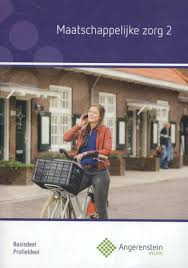 Maatschappelijke zorg 2
Basisdeel
Profieldeel
Angerenstein